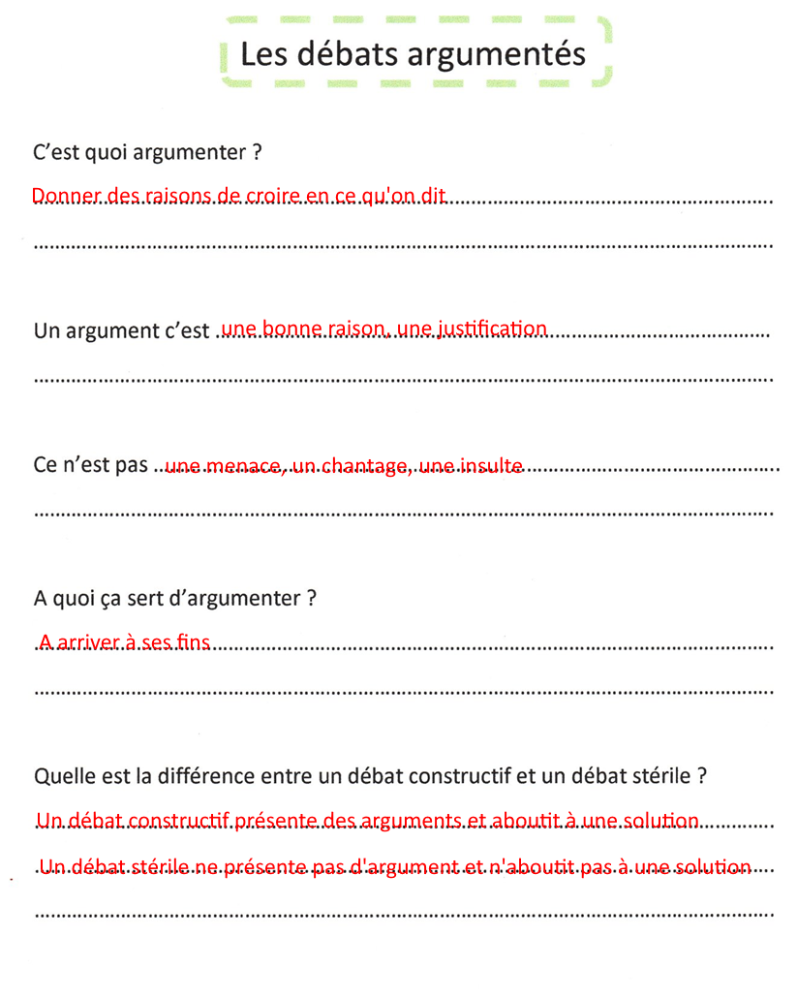 Les débats argumentés
C'est quoi argumenter ?
Donner des raisons de croire en ce qu'on dit
Un argument c'est une bonne raison, une justification
Ce n'est pas une menace, un chantage, une insulte
A quoi ça sert d'argumenter ?
A arriver à ses fins
Quelle est la différence entre un débat constructif et un débat stérile ?
Un débat constructif présente des arguments et aboutit à une solution
Un débat stérile ne présente pas d'argument et n'aboutit pas à une solution